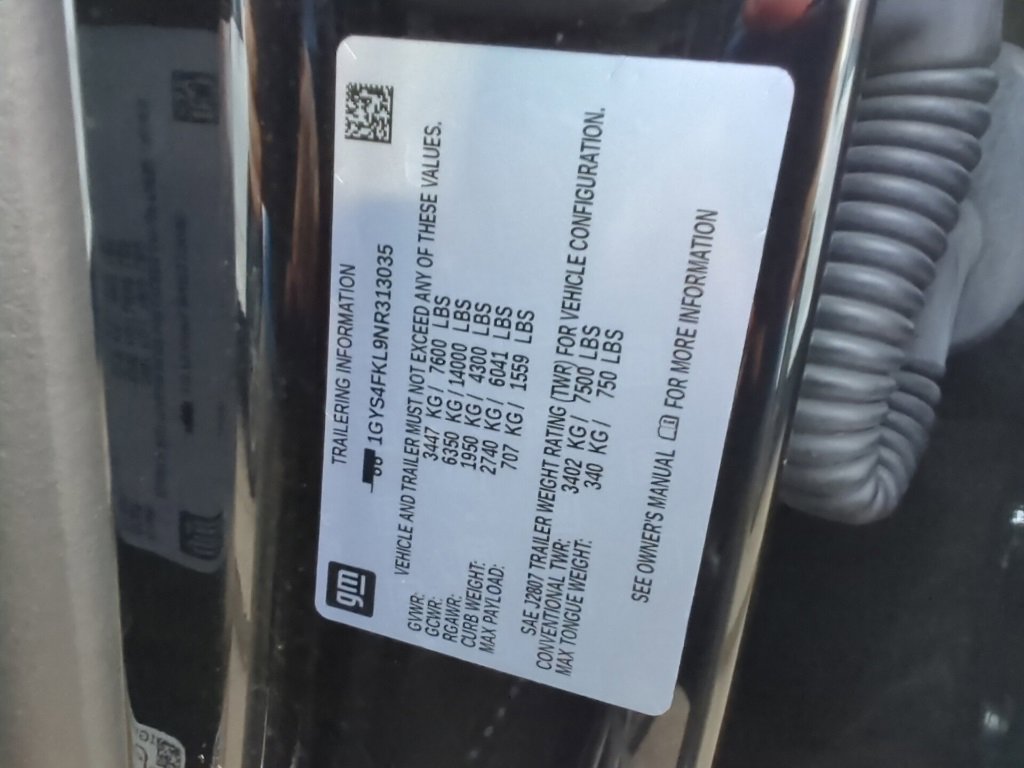 gm
TRAILERING INFORMATION
1GYS4FKL9NR313035
VEHICLE AND TRAILER MUST NOT EXCEED ANY OF THESE VALUES.
GVWR: 3447 KG / 7600 LBS
GCWR: 6350 KG / 14000 LBS
RGAWR: 1950 KG / 4300 LBS
CURB WEIGHT: 2740 KG / 6041 LBS
MAX PAYLOAD: 707 KG / 1559 LBS
SAE J2807 TRAILER WEIGHT RATING (TWR) FOR VEHICLE CONFIGURATION.
CONVENTIONAL TWR: 3402 KG / 7500 LBS
MAX TONGUE WEIGHT: 340 KG / 750 LBS
SEE OWNER'S MANUAL FOR MORE INFORMATION